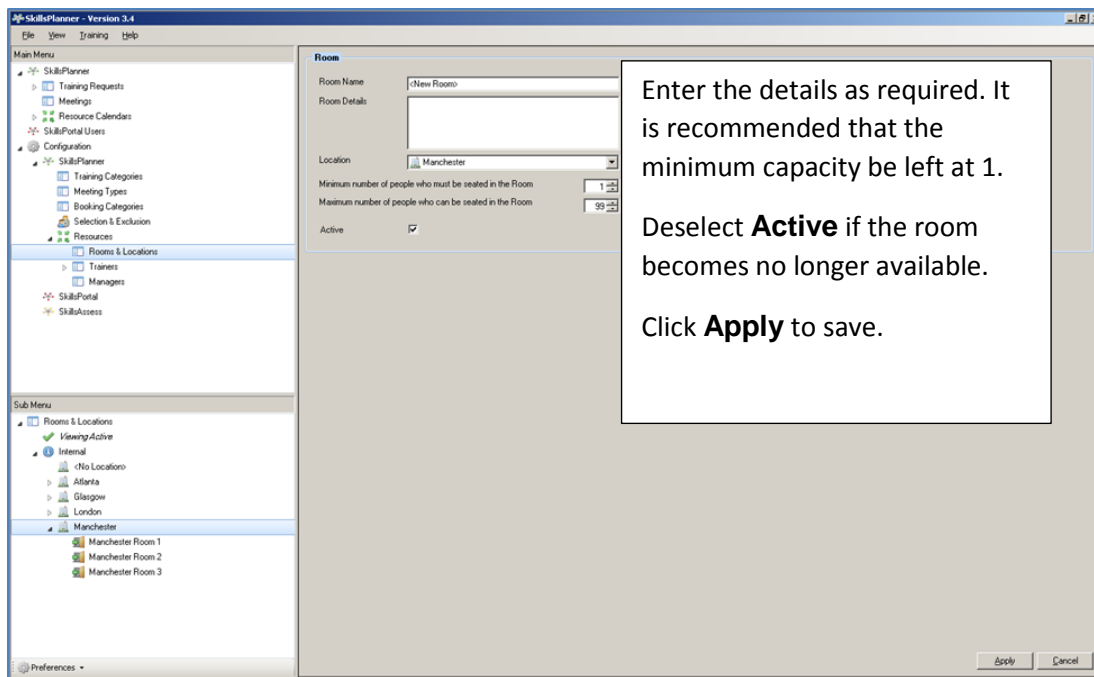 SkillsPlanner - Version 3.4
File View Training Help
Main Menu
SkillsPlanner
Training Requests
Meetings
Resource Calendars
SkillsPortal Users
Configuration
SkillsPlanner
Training Categories
Meeting Types
Booking Categories
Selection & Exclusion
Resources
Rooms & Locations
Trainers
Managers
SkillsPortal
SkillsAssess
Sub Menu
Rooms & Locations
Viewing Active
Internal
<No Location>
Atlanta
Glasgow
London
Manchester
Manchester Room 1
Manchester Room 2
Manchester Room 3
Preferences
Room
Room Name <New Room>
Room Details
Location Manchester
Minimum number of people who must be seated in the Room 1
Maximum number of people who can be seated in the Room 99
Active
Enter the details as required. It
is recommended that the
minimum capacity be left at 1.
Deselect Active if the room
becomes no longer available.
Click Apply to save.
Apply Cancel